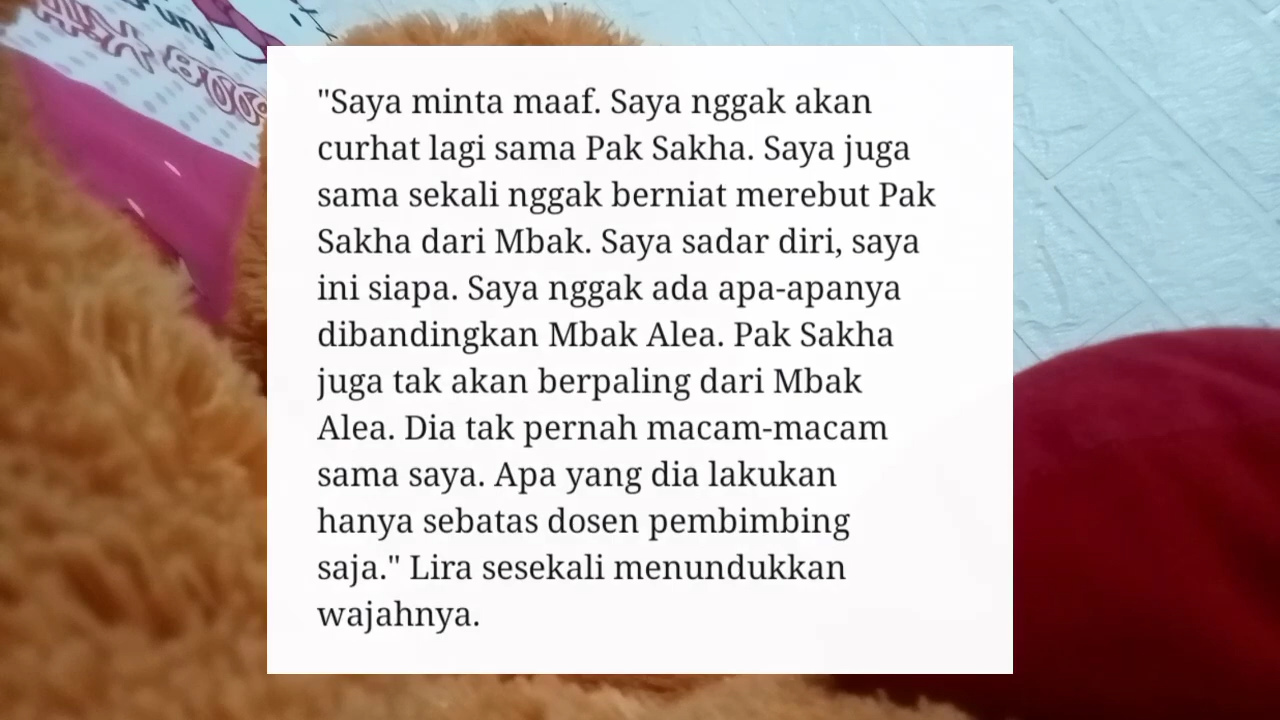 "Saya minta maaf. Saya nggak akan
curhat lagi sama Pak Sakha. Saya juga
sama sekali nggak berniat merebut Pak
Sakha dari Mbak. Saya sadar diri, saya
ini siapa. Saya nggak ada apa-apanya
dibandingkan Mbak Alea. Pak Sakha
juga tak akan berpaling dari Mbak
Alea. Dia tak pernah macam-macam
sama saya. Apa yang dia lakukan
hanya sebatas dosen pembimbing
saja." Lira sesekali menundukkan
wajahnya.